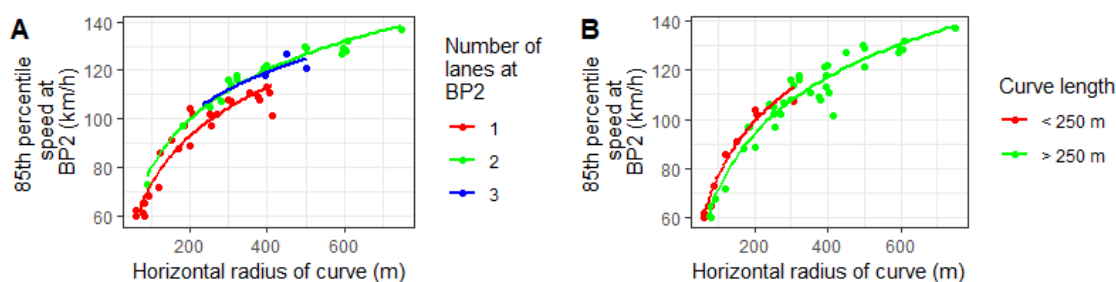 A
140
120
100
80
60
85th percentile
speed at
BP2 (km/h)
200
400
600
Horizontal radius of curve (m)
Number of
lanes at
BP2
1
2
3
B
140
120
100
80
60
85th percentile
speed at
BP2 (km/h)
200
400
600
Horizontal radius of curve (m)
Curve length
< 250 m
> 250 m